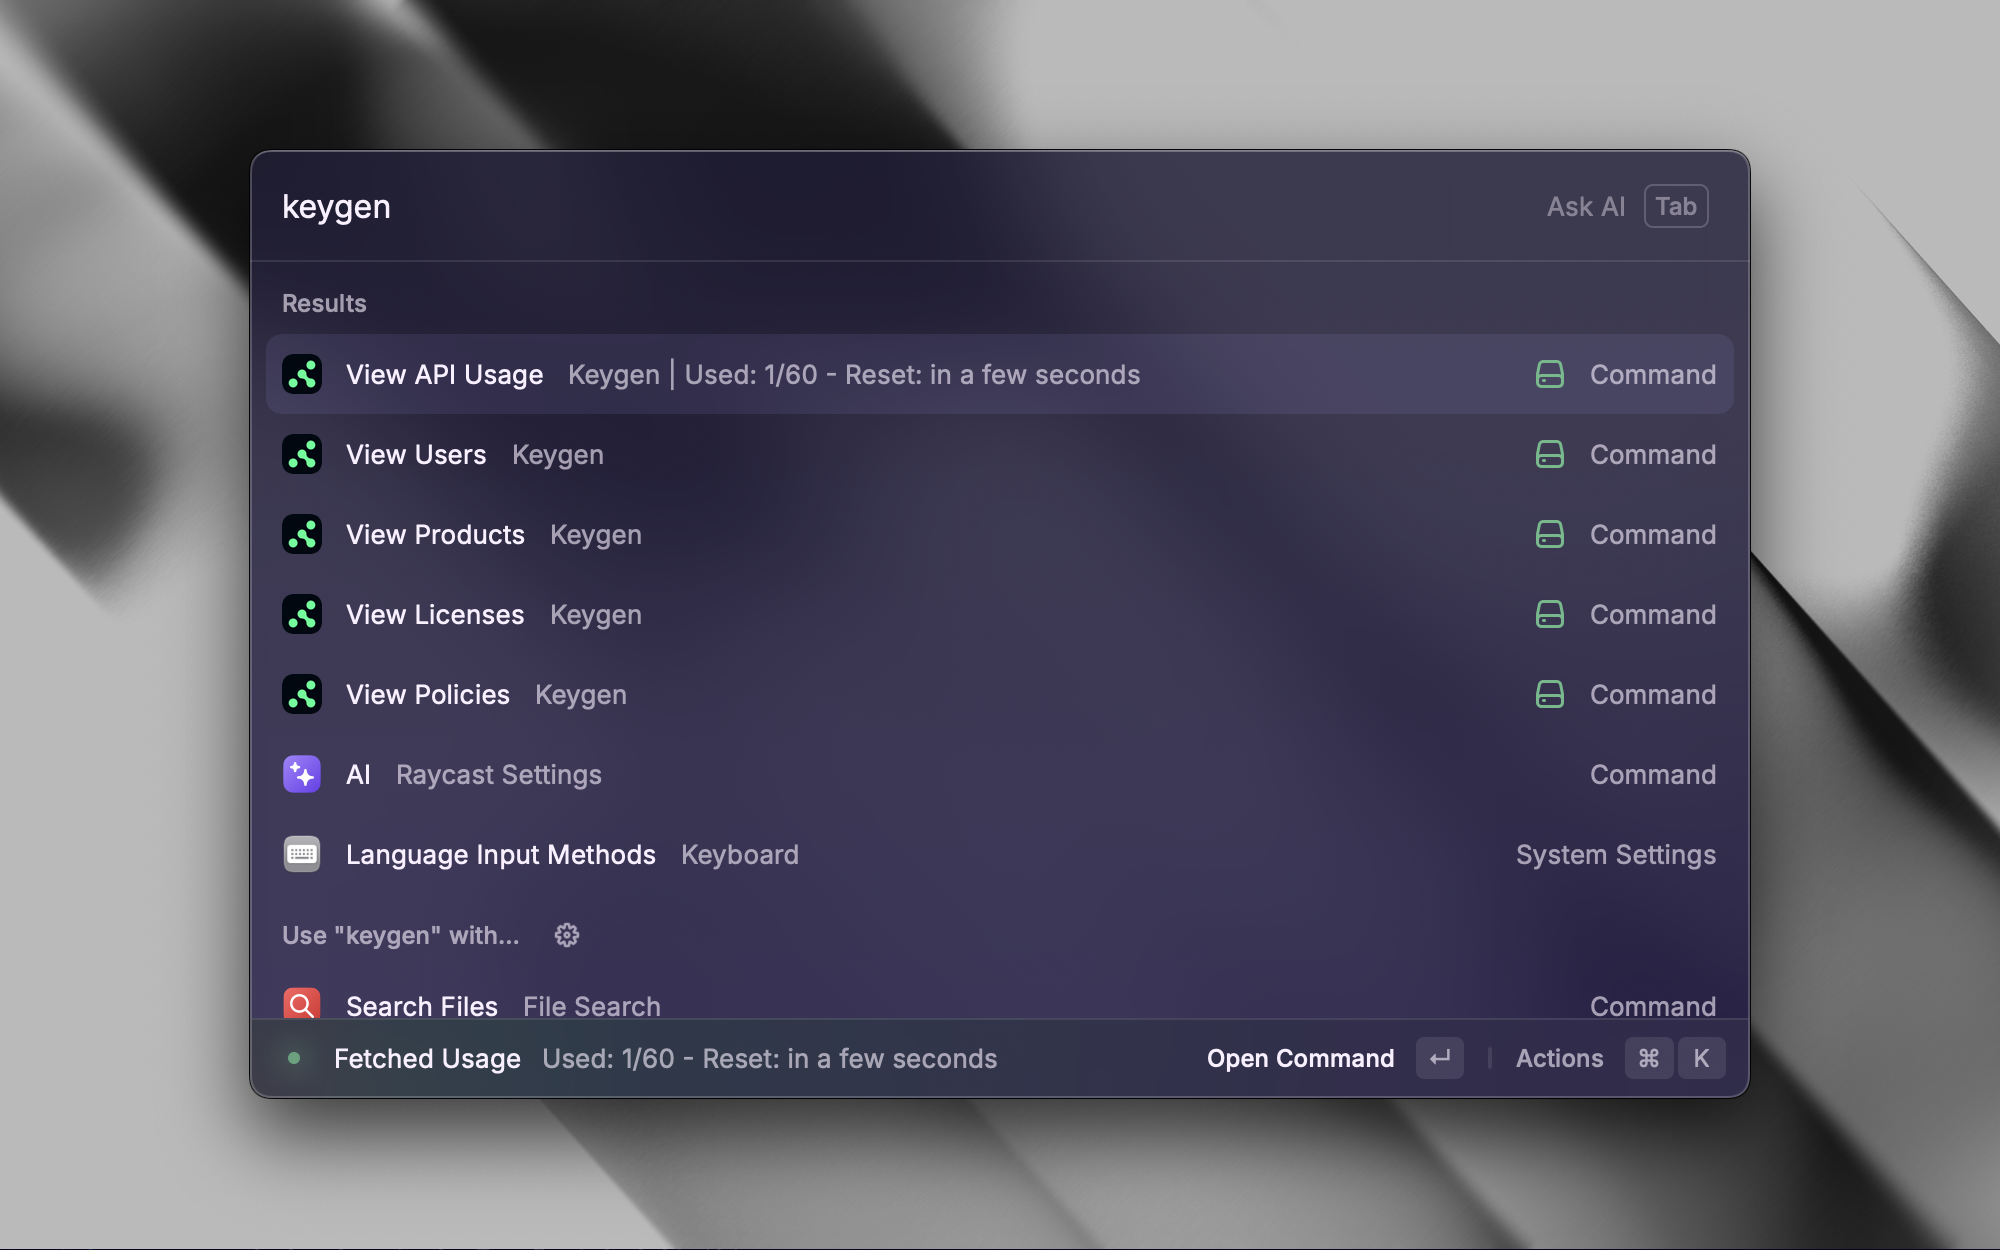 keygen Ask AI Tab
Results
View API Usage Keygen | Used: 1/60 - Reset: in a few seconds Command
View Users Keygen Command
View Products Keygen Command
View Licenses Keygen Command
View Policies Keygen Command
AI Raycast Settings Command
Language Input Methods Keyboard System Settings
Use "keygen" with...
Search Files File Search Command
Fetched Usage Used: 1/60 - Reset: in a few seconds Open Command ↵ | Actions ⌘ K